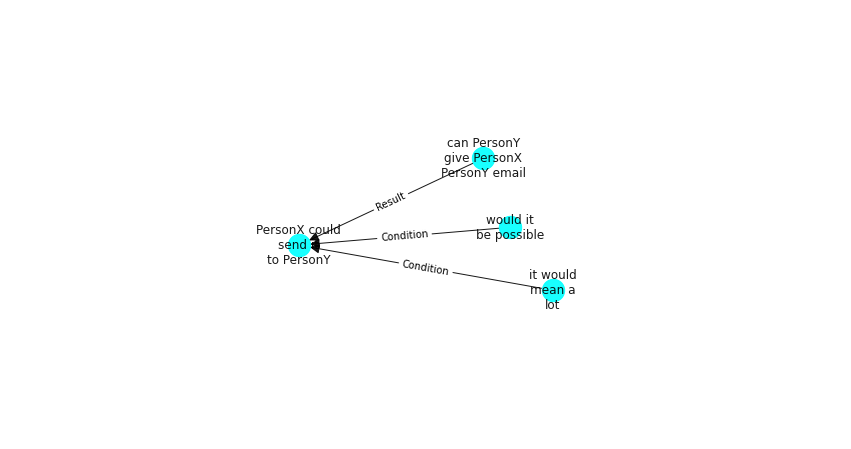 can PersonY
give PersonX
PersonY email
Result
would it
be possible
Condition
PersonX could
send
to PersonY
Condition
it would
mean a
lot